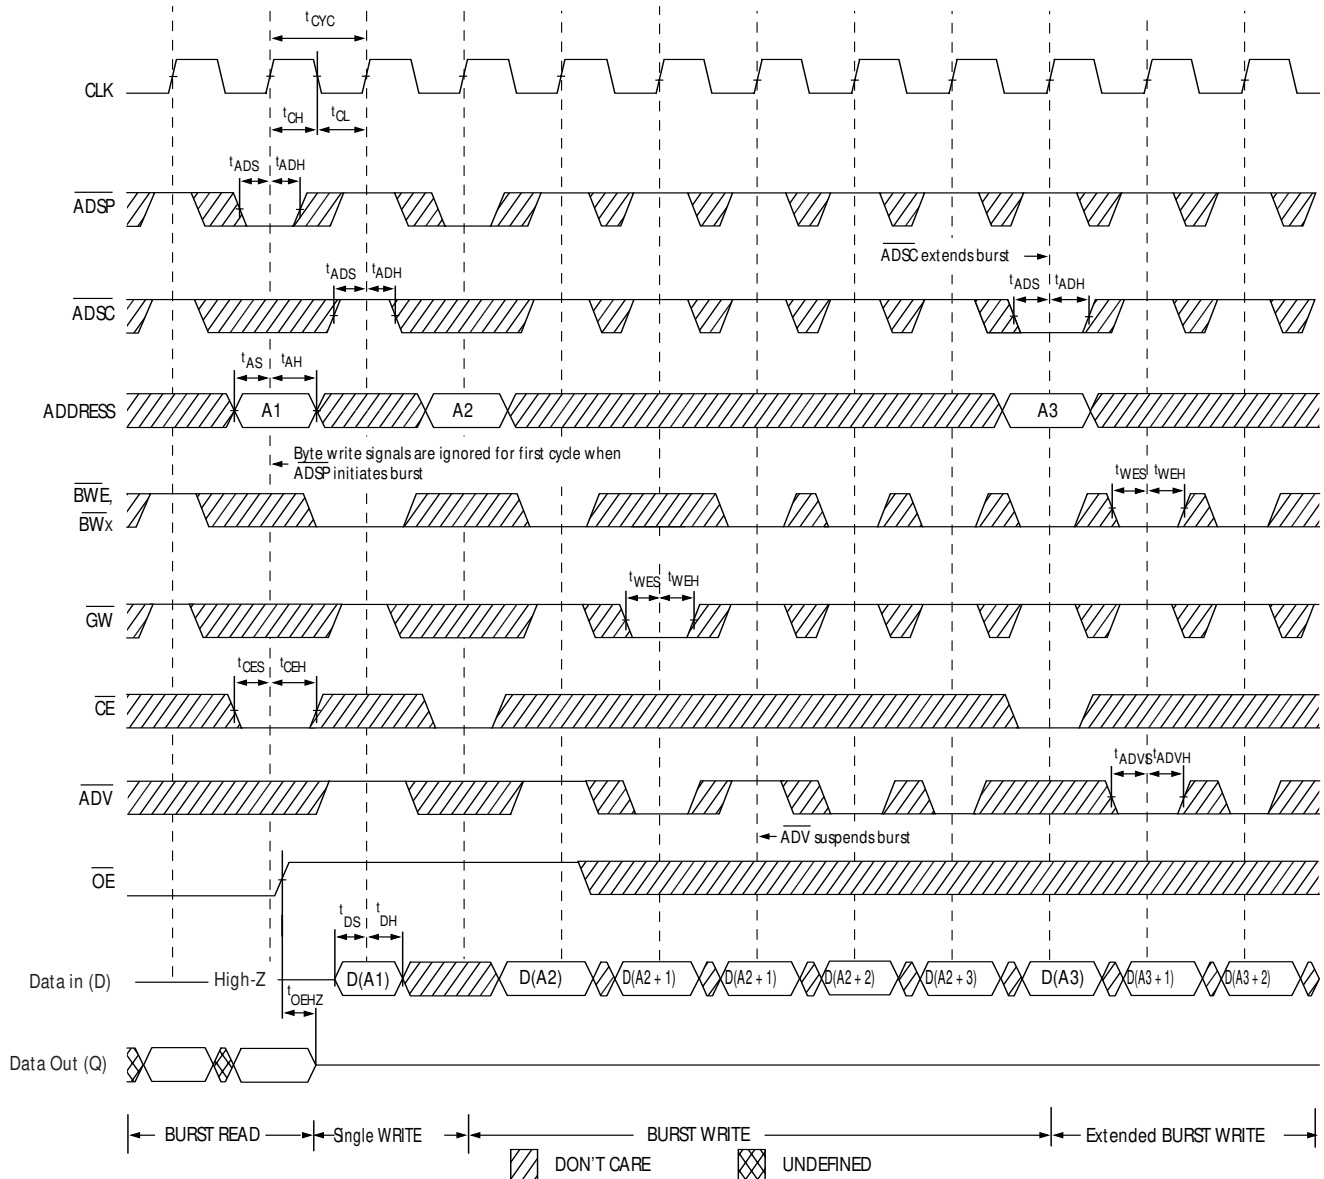 tCYC
CLK
tCH tCL
tADS tADH
ADSP
ADSC extends burst
tADS tADH
tADS tADH
ADSC
tAS tAH
ADDRESS A1 A2 A3
Byte write signals are ignored for first cycle when
ADSP initiates burst
tWES tWEH
BWE,
BWX
tWES tWEH
GW
tCES tCEH
CE
tADVS tADVH
ADV
ADV suspends burst
OE
tDS tDH
Data in (D) High-Z D(A1) D(A2) D(A2 + 1) D(A2 + 1) D(A2 + 2) D(A2 + 3) D(A3) D(A3 + 1) D(A3 + 2)
tOEHZ
Data Out (Q)
BURST READ Single WRITE BURST WRITE Extended BURST WRITE
DON'T CARE UNDEFINED